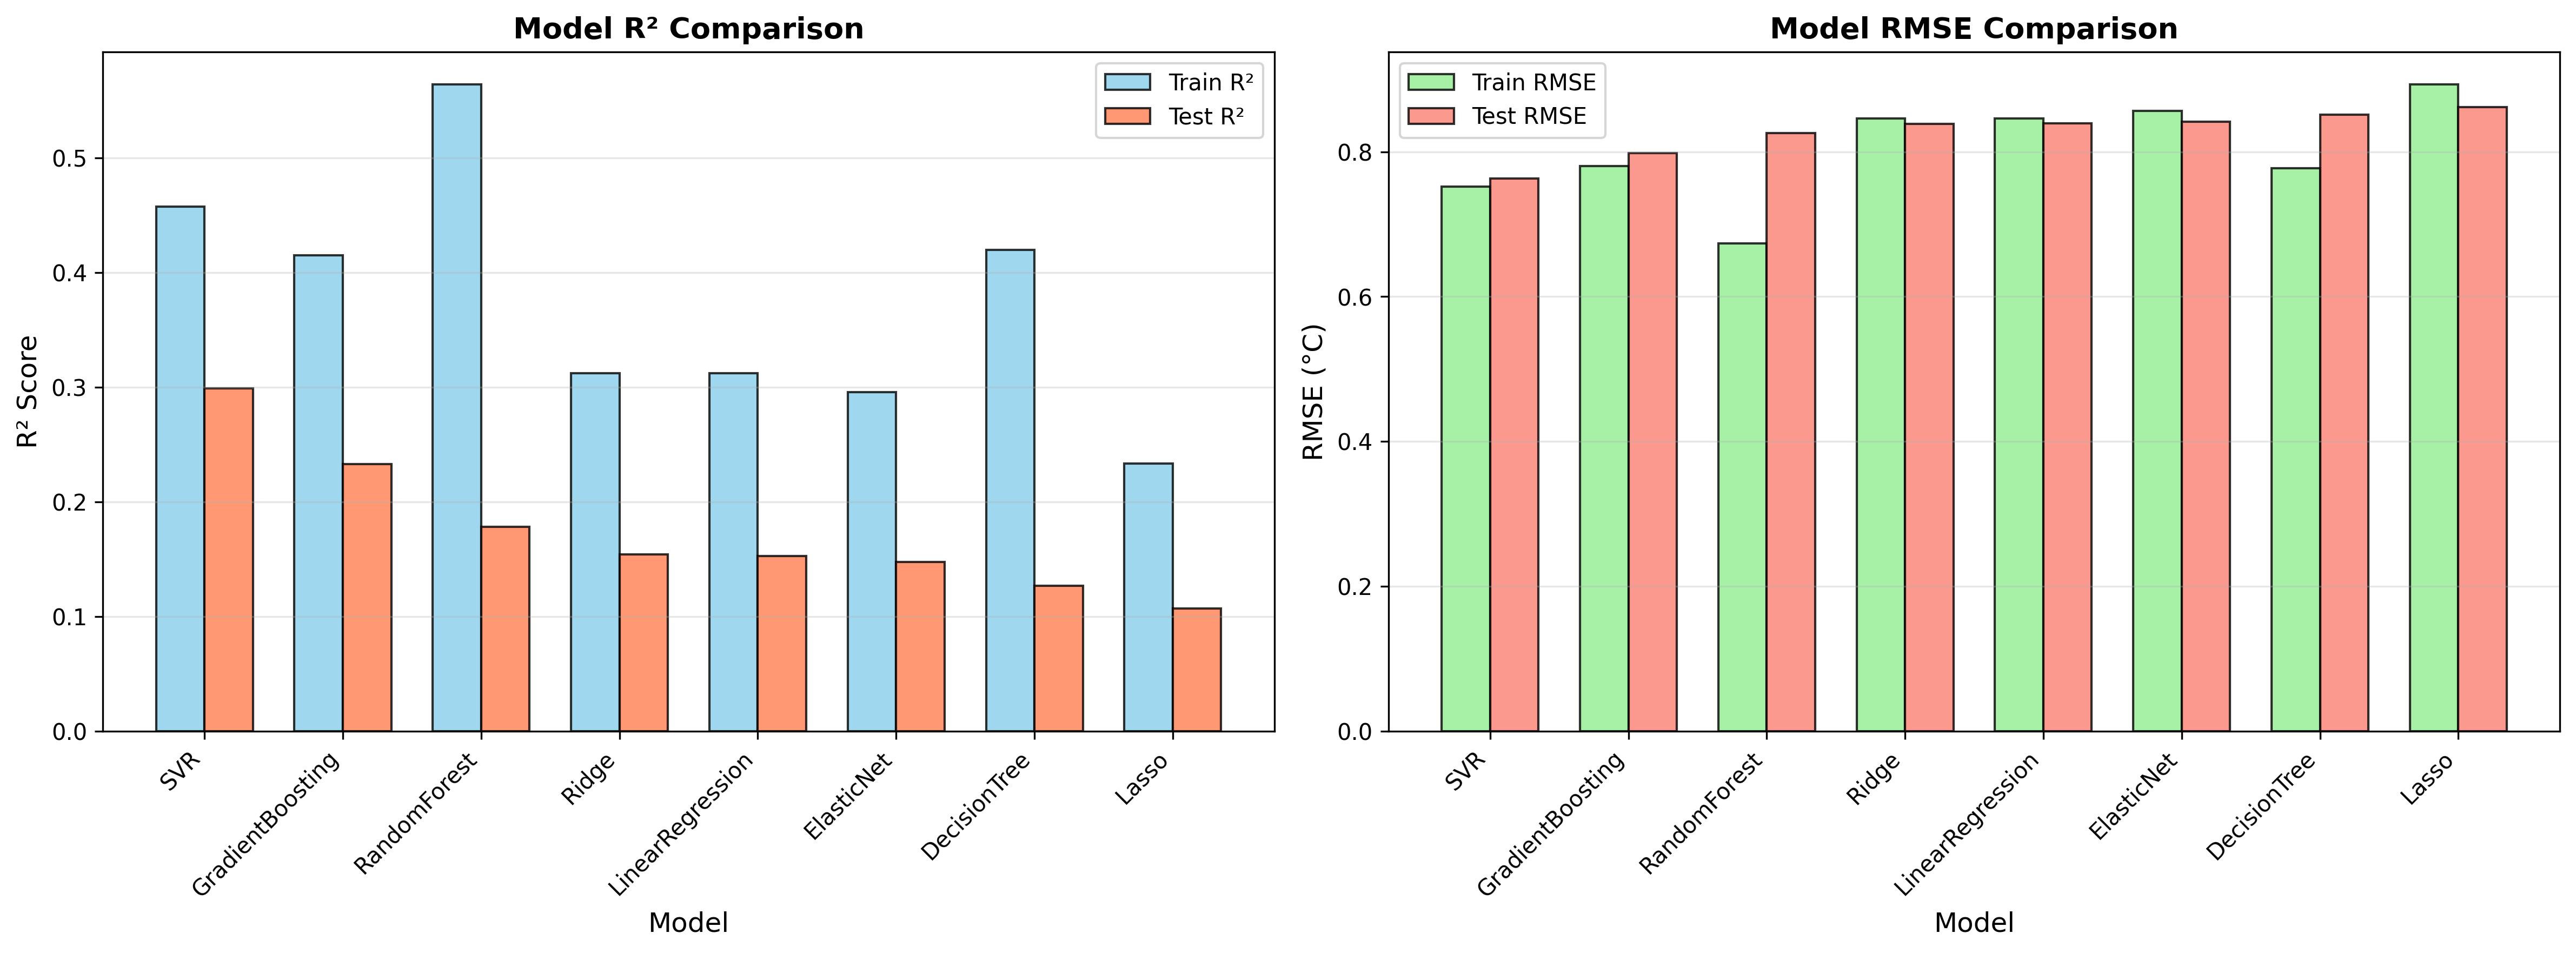 Model R² Comparison
Train R²
Test R²
R² Score
0.5
0.4
0.3
0.2
0.1
0.0
SVR
GradientBoosting
RandomForest
Ridge
LinearRegression
ElasticNet
DecisionTree
Lasso
Model
Model RMSE Comparison
Train RMSE
Test RMSE
RMSE (°C)
0.8
0.6
0.4
0.2
0.0
SVR
GradientBoosting
RandomForest
Ridge
LinearRegression
ElasticNet
DecisionTree
Lasso
Model